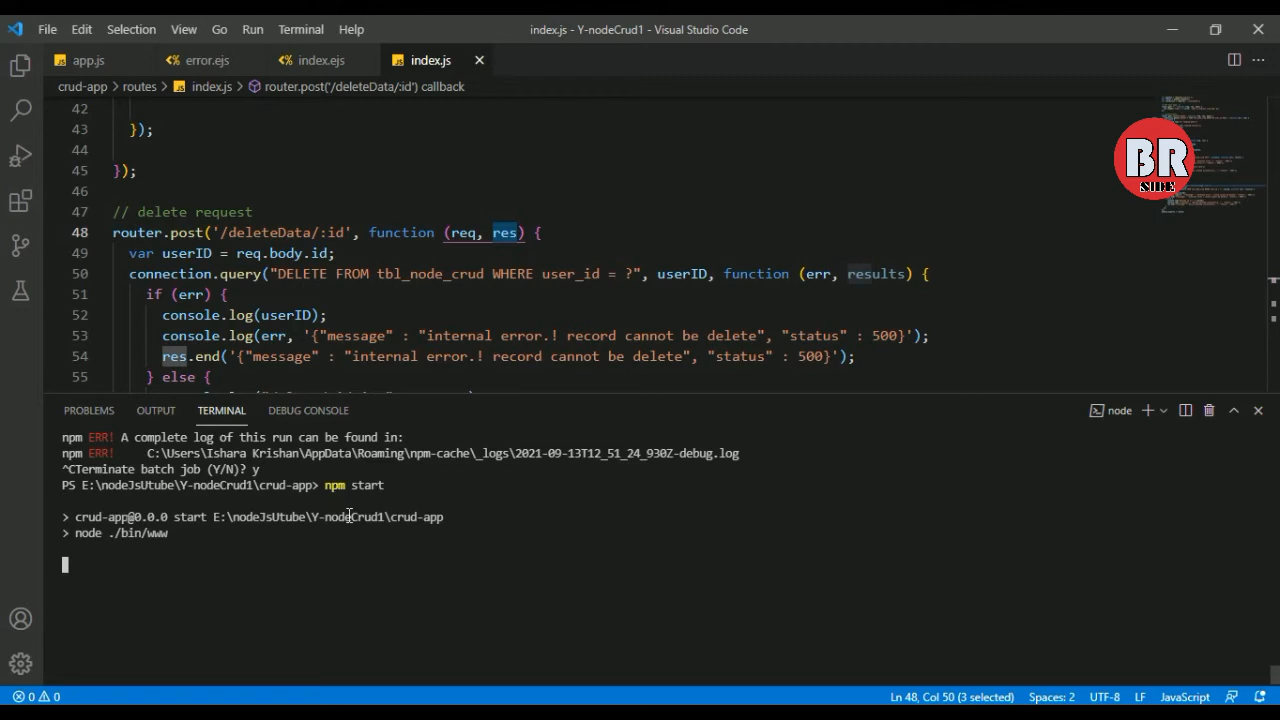 File Edit Selection View Go Run Terminal Help index.js - Y-nodeCrud1 - Visual Studio Code
app.js error.ejs index.ejs index.js
crud-app > routes > index.js > router.post('/deleteData/:id') callback
42
43 });
44
45 });
46
47 // delete request
48 router.post('/deleteData/:id', function (req, res) {
49 var userID = req.body.id;
50 connection.query("DELETE FROM tbl_node_crud WHERE user_id = ?", userID, function (err, results) {
51 if (err) {
52 console.log(userID);
53 console.log(err, '{"message" : "internal error.! record cannot be delete", "status" : 500}');
54 res.end('{"message" : "internal error.! record cannot be delete", "status" : 500}');
55 } else {
BR
SIDE
PROBLEMS OUTPUT TERMINAL DEBUG CONSOLE node
npm ERR! A complete log of this run can be found in:
npm ERR! C:\Users\Ishara Krishan\AppData\Roaming\npm-cache\_logs\2021-09-13T12_51_24_930Z-debug.log
^CTerminate batch job (Y/N)? y
PS E:\nodeJsUtube\Y-nodeCrud1\crud-app> npm start
> crud-app@0.0.0 start E:\nodeJsUtube\Y-nodeCrud1\crud-app
> node ./bin/www
0 0 Ln 48, Col 50 (3 selected) Spaces: 2 UTF-8 LF JavaScript